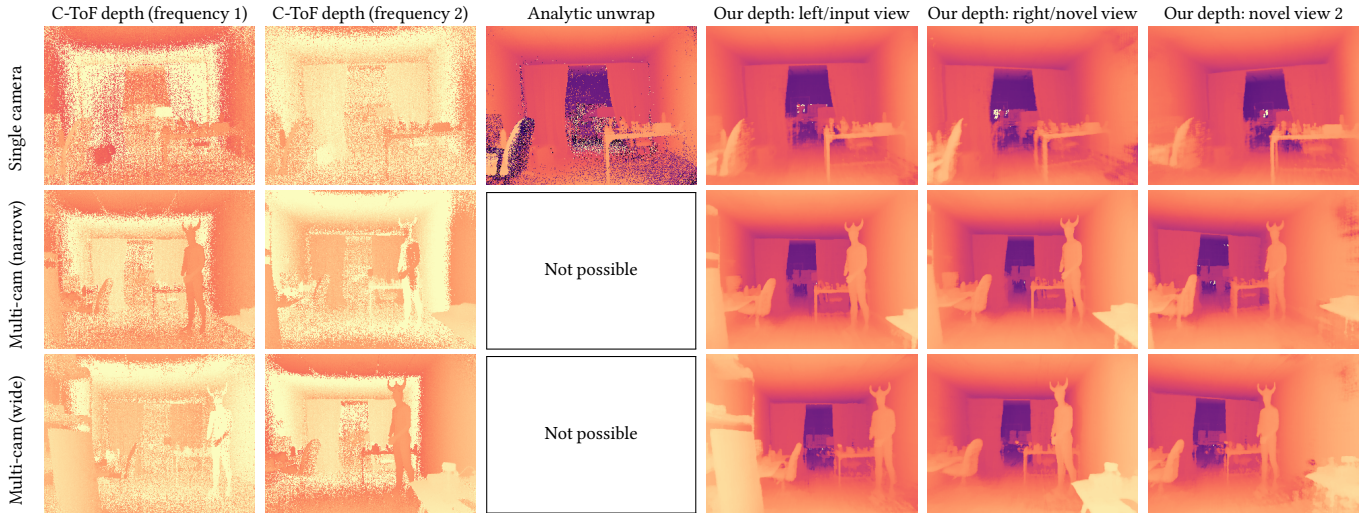 C-ToF depth (frequency 1)
C-ToF depth (frequency 2)
Analytic unwrap
Our depth: left/input view
Our depth: right/novel view
Our depth: novel view 2
Single camera
Multi-cam (narrow)
Not possible
Multi-cam (wide)
Not possible